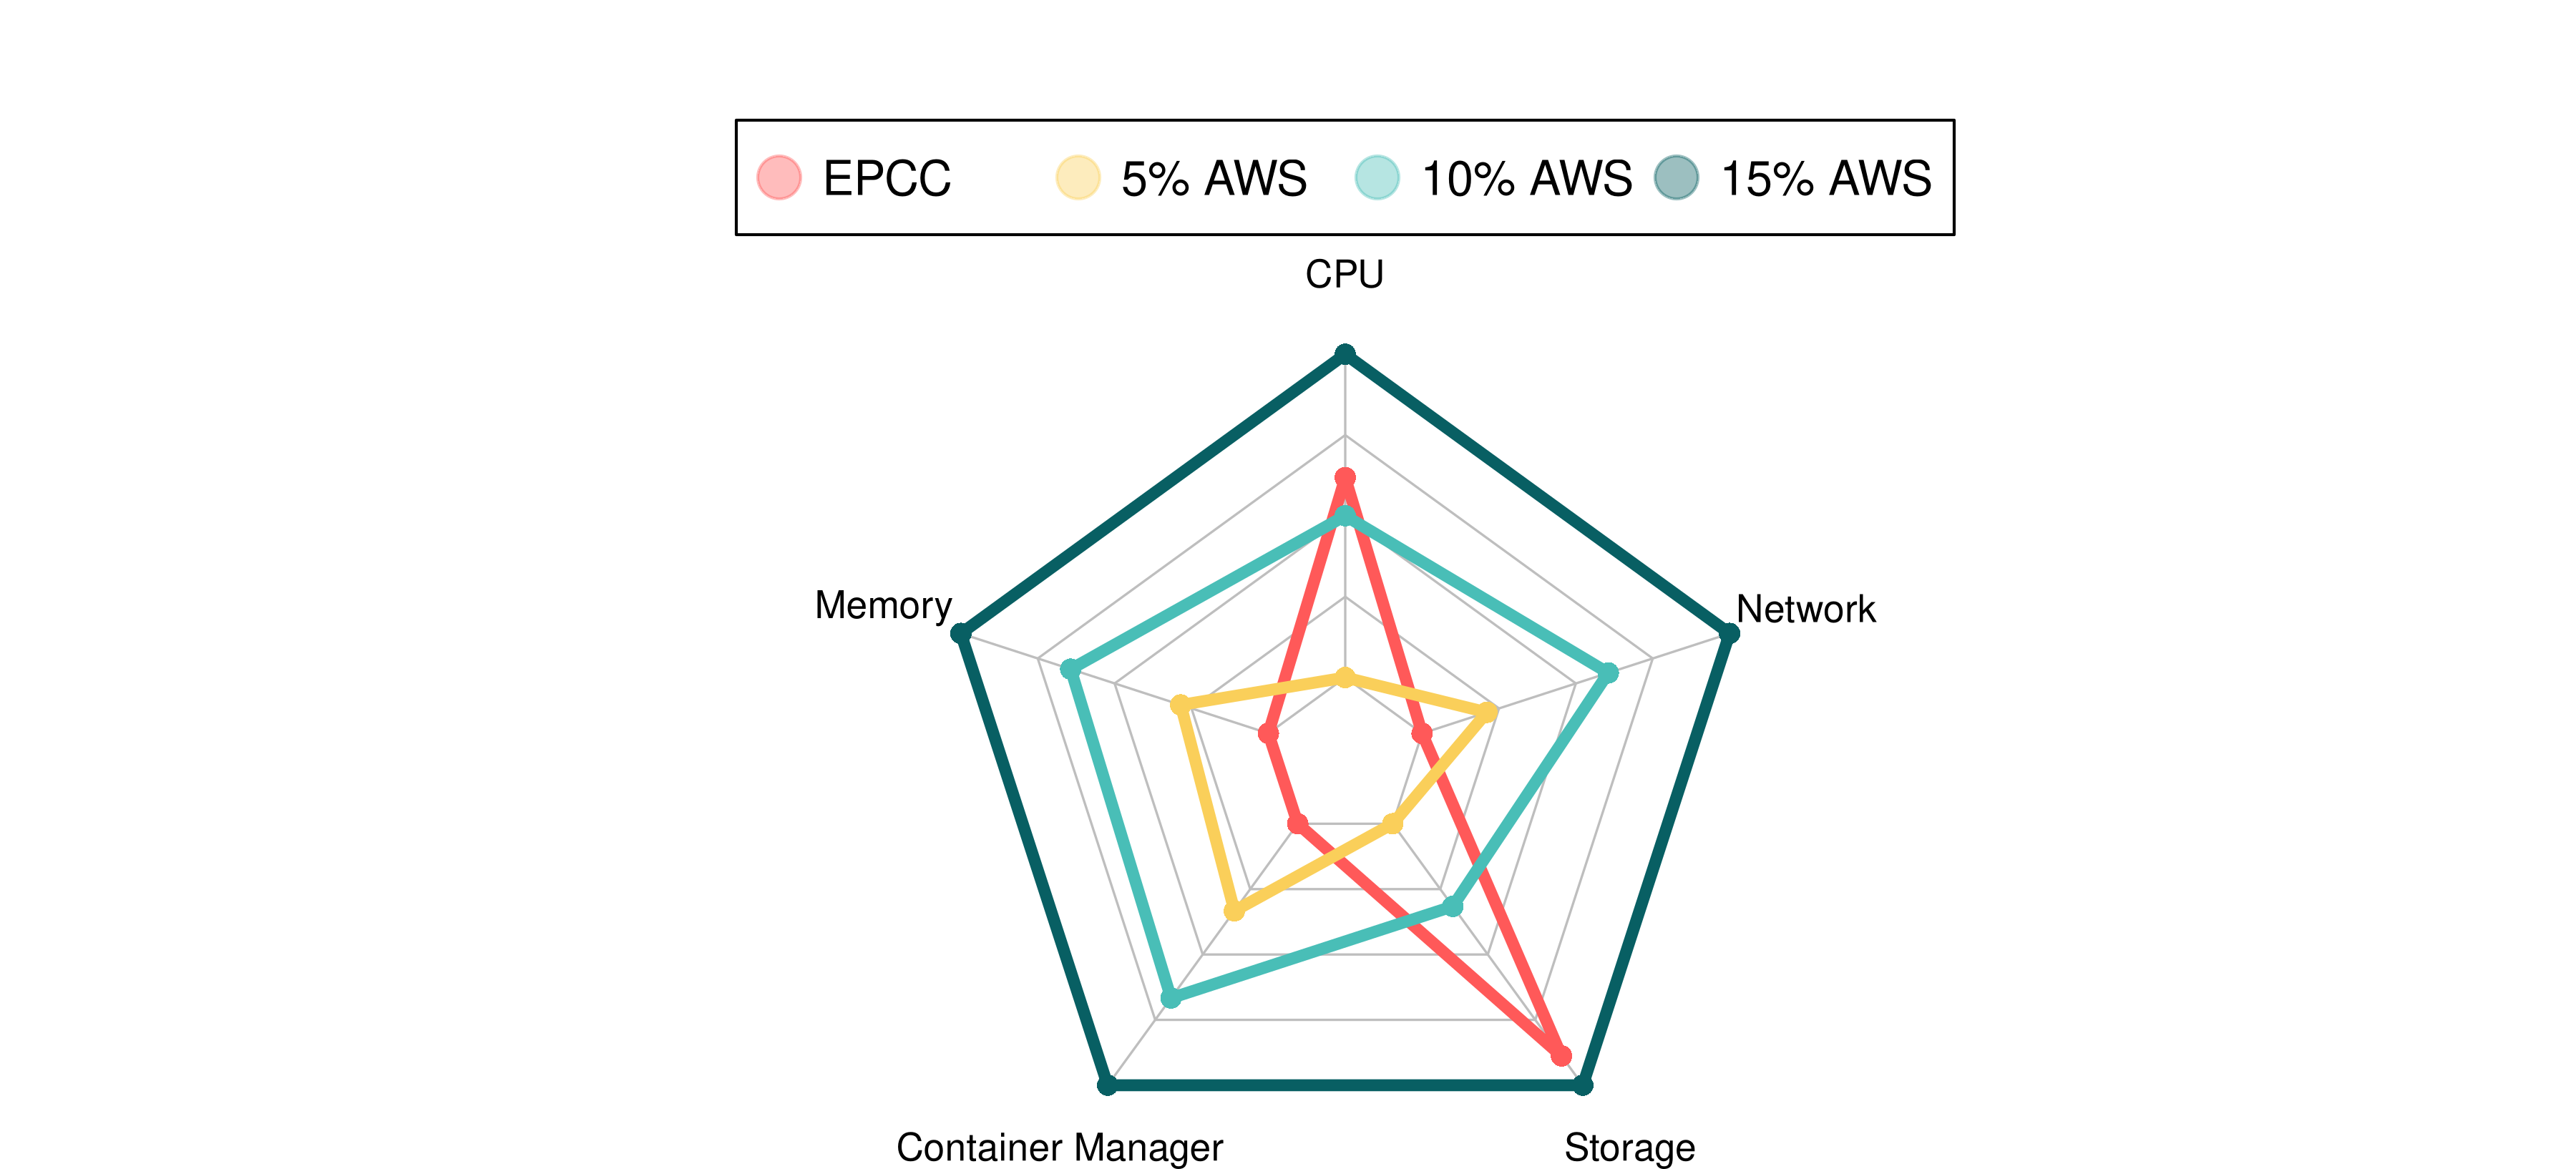 EPCC 5% AWS 10% AWS 15% AWS
CPU
Memory
Network
Container Manager
Storage